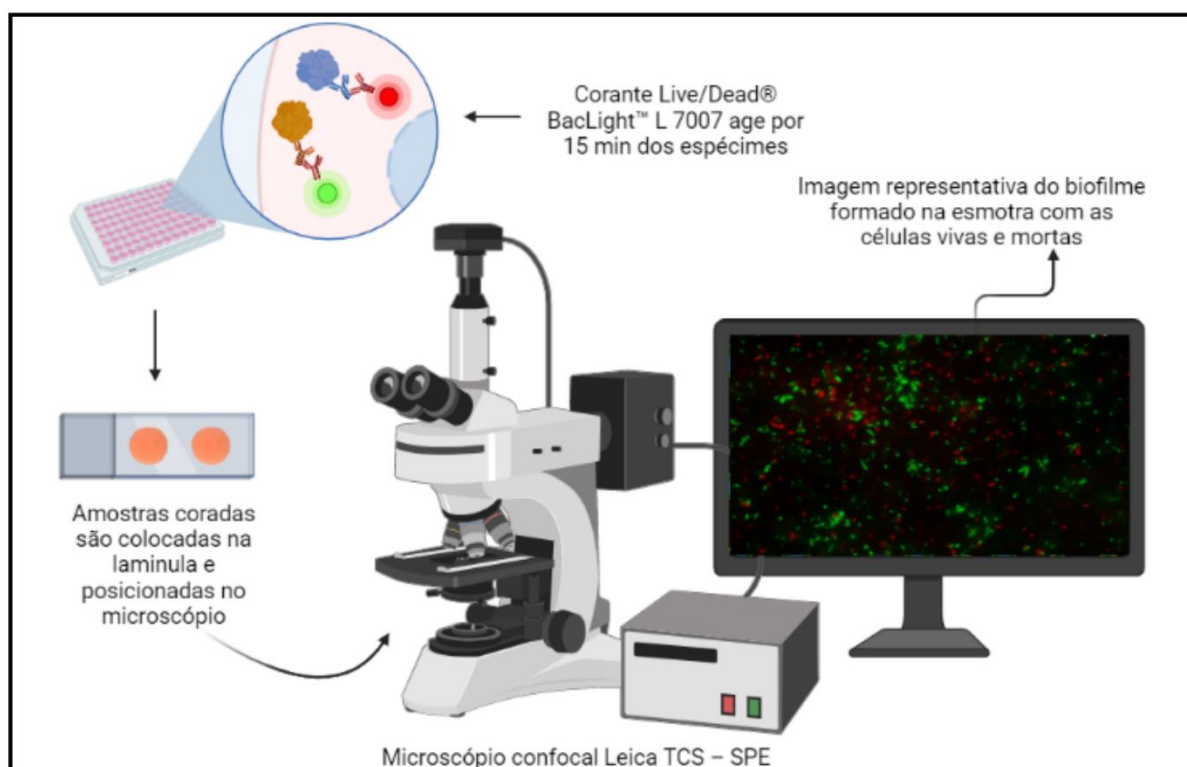 Corante Live/Dead®
BacLight™ L 7007 age por
15 min dos espécimes
Imagem representativa do biofilme
formado na esmotra com as
células vivas e mortas
Amostras coradas
são colocadas na
laminula e
posicionadas no
microscópio
Microscópio confocal Leica TCS – SPE